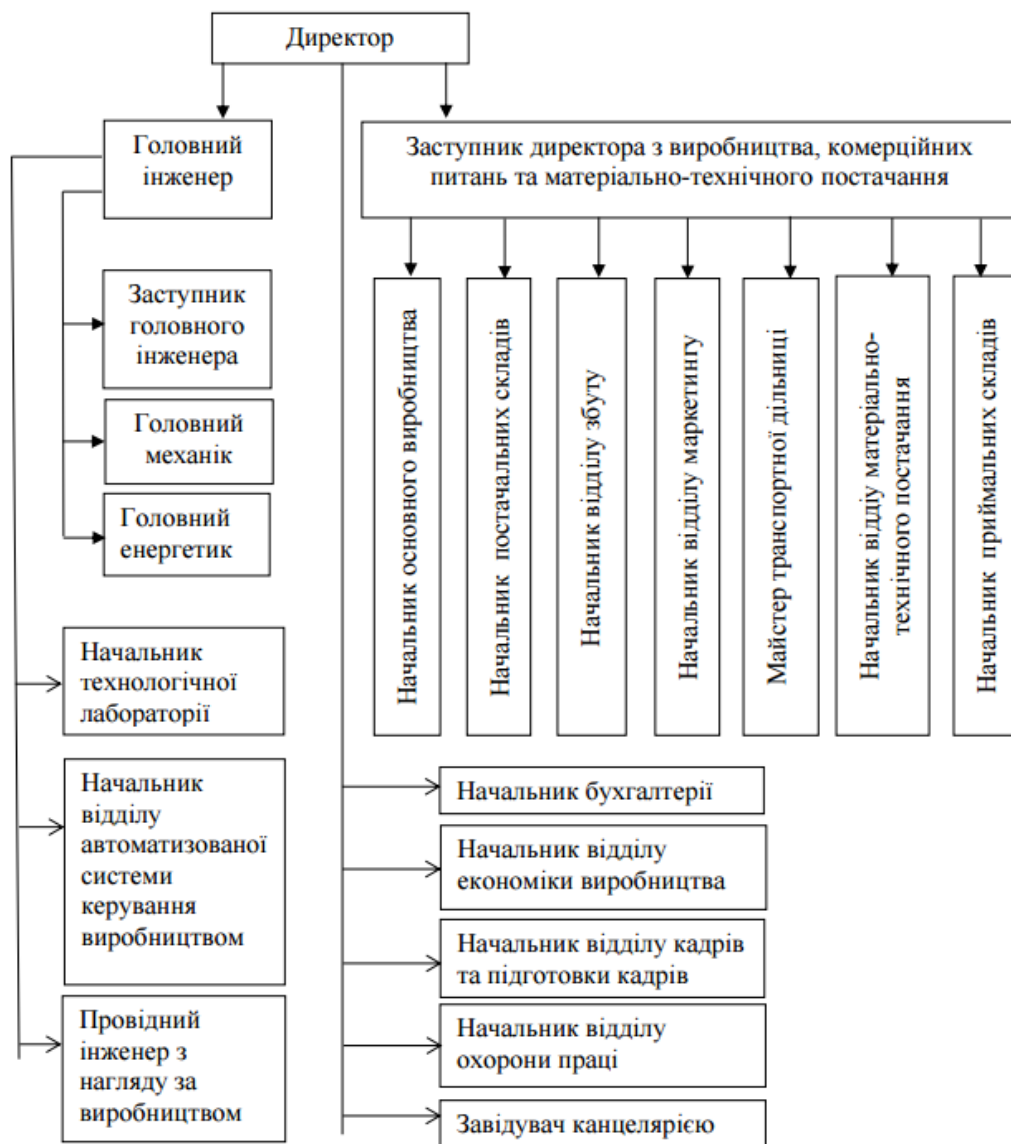 Директор
Головний
інженер
Заступник директора з виробництва, комерційних
питань та матеріально-технічного постачання
Заступник
головного
інженера
Головний
механік
Головний
енергетик
Начальник основного виробництва
Начальник постачальних складів
Начальник відділу збуту
Начальник відділу маркетингу
Майстер транспортної дільниці
Начальник відділу матеріально-
технічного постачання
Начальник приймальних складів
Начальник
технологічної
лабораторії
Начальник
відділу
автоматизованої
системи
керування
виробництвом
Провідний
інженер з
нагляду за
виробництвом
Начальник бухгалтерії
Начальник відділу
економіки виробництва
Начальник відділу кадрів
та підготовки кадрів
Начальник відділу
охорони праці
Завідувач канцелярією